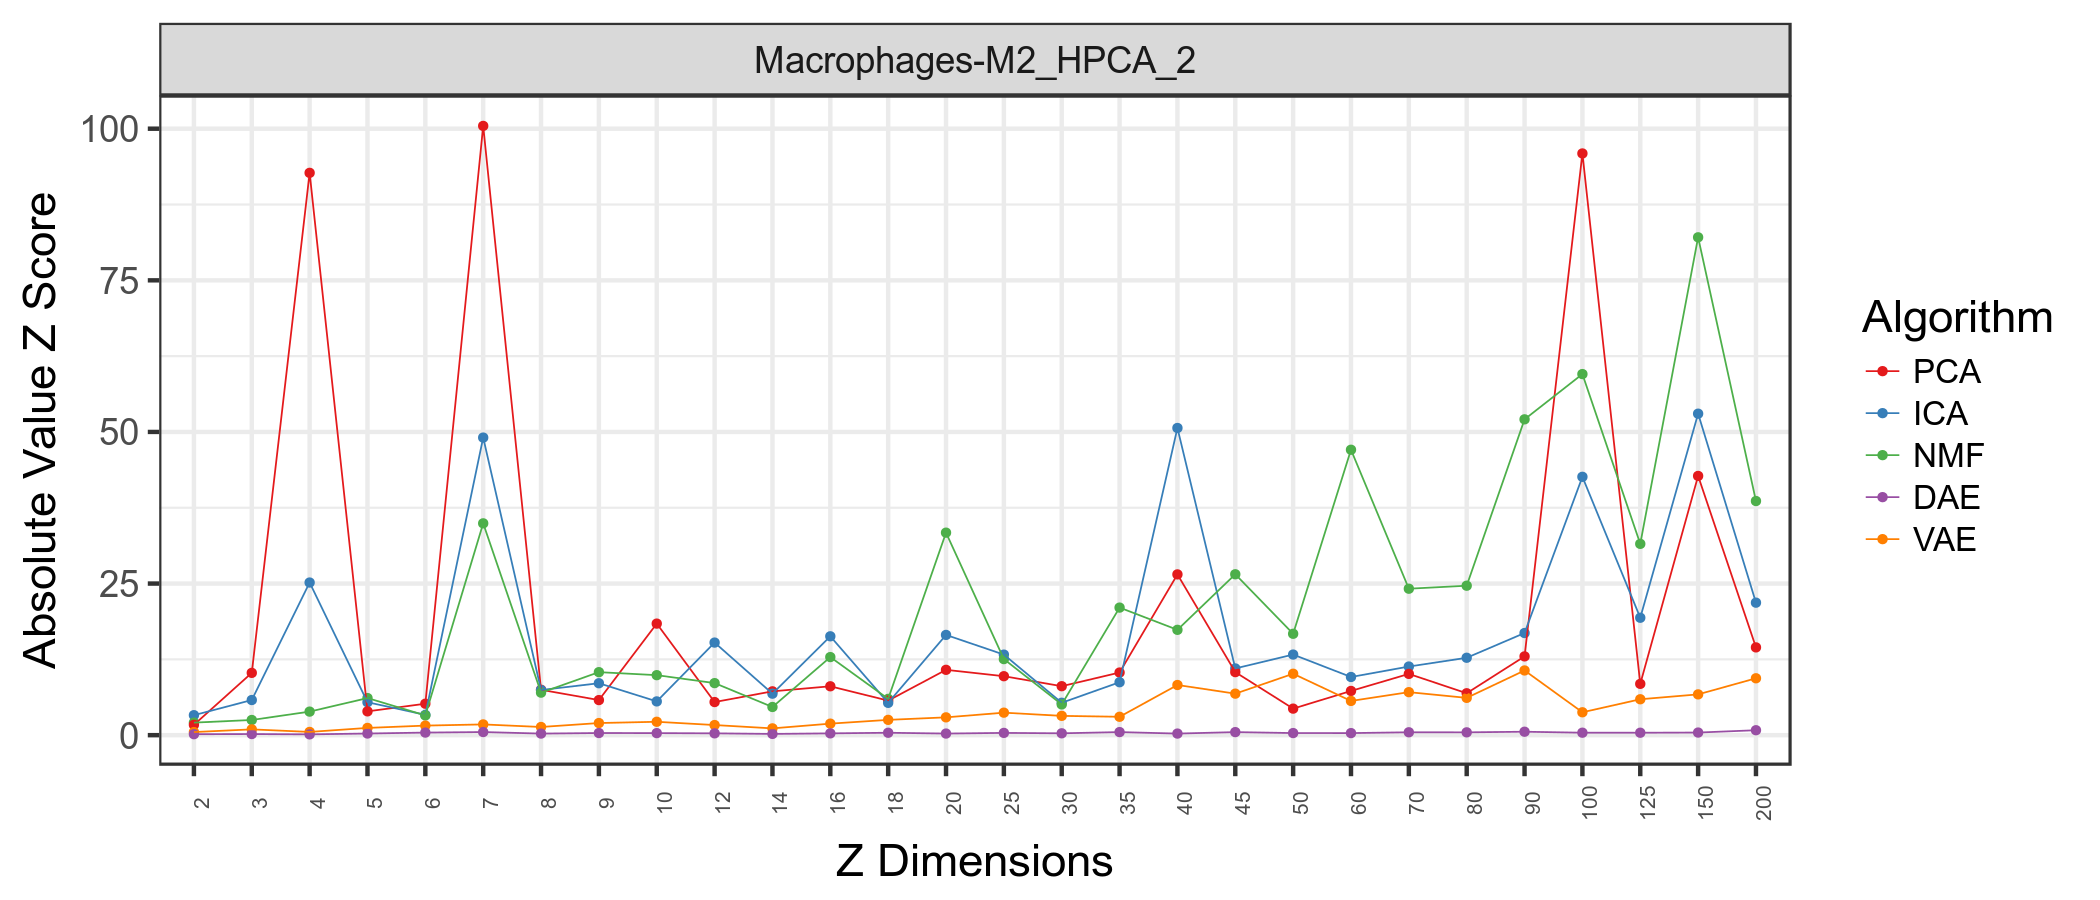 Macrophages-M2_HPCA_2
Absolute Value Z Score
100
75
50
25
0
2 3 4 5 6 7 8 9 10 12 14 16 18 20 25 30 35 40 45 50 60 70 80 90 100 125 150 200
Z Dimensions
Algorithm
PCA
ICA
NMF
DAE
VAE